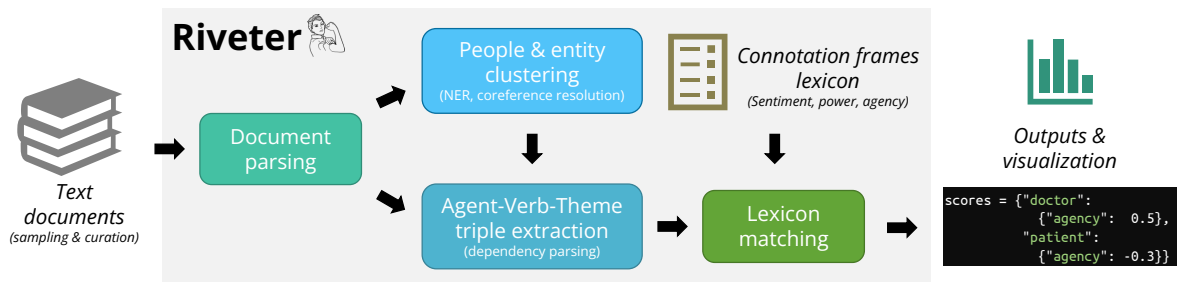 Riveter
Text
documents
(sampling & curation)
Document
parsing
People & entity
clustering
(NER, coreference resolution)
Agent-Verb-Theme
triple extraction
(dependency parsing)
Connotation frames
lexicon
(Sentiment, power, agency)
Lexicon
matching
Outputs &
visualization
scores = {"doctor":
{"agency": 0.5},
"patient":
{"agency": -0.3}}